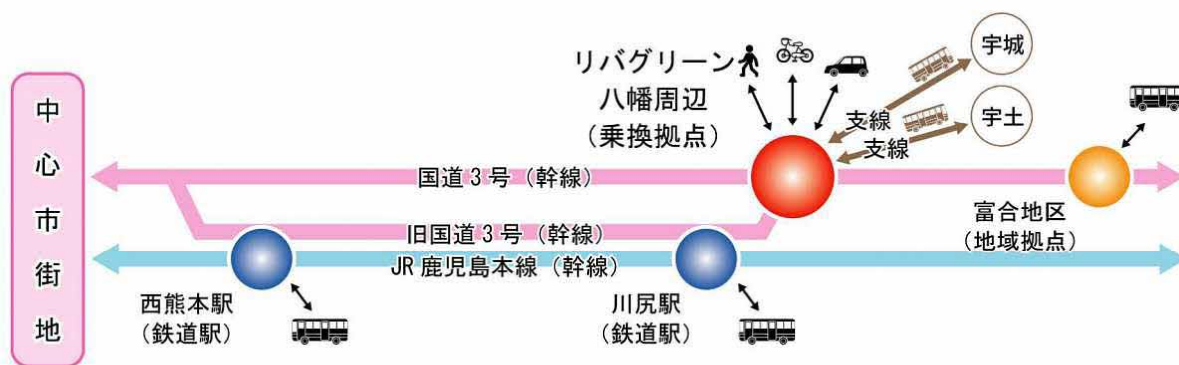 中心市街地
リバグリーン
八幡周辺
（乗換拠点）
宇城
宇土
支線
支線
国道3号（幹線）
富合地区
（地域拠点）
旧国道3号（幹線）
JR鹿児島本線（幹線）
西熊本駅
（鉄道駅）
川尻駅
（鉄道駅）